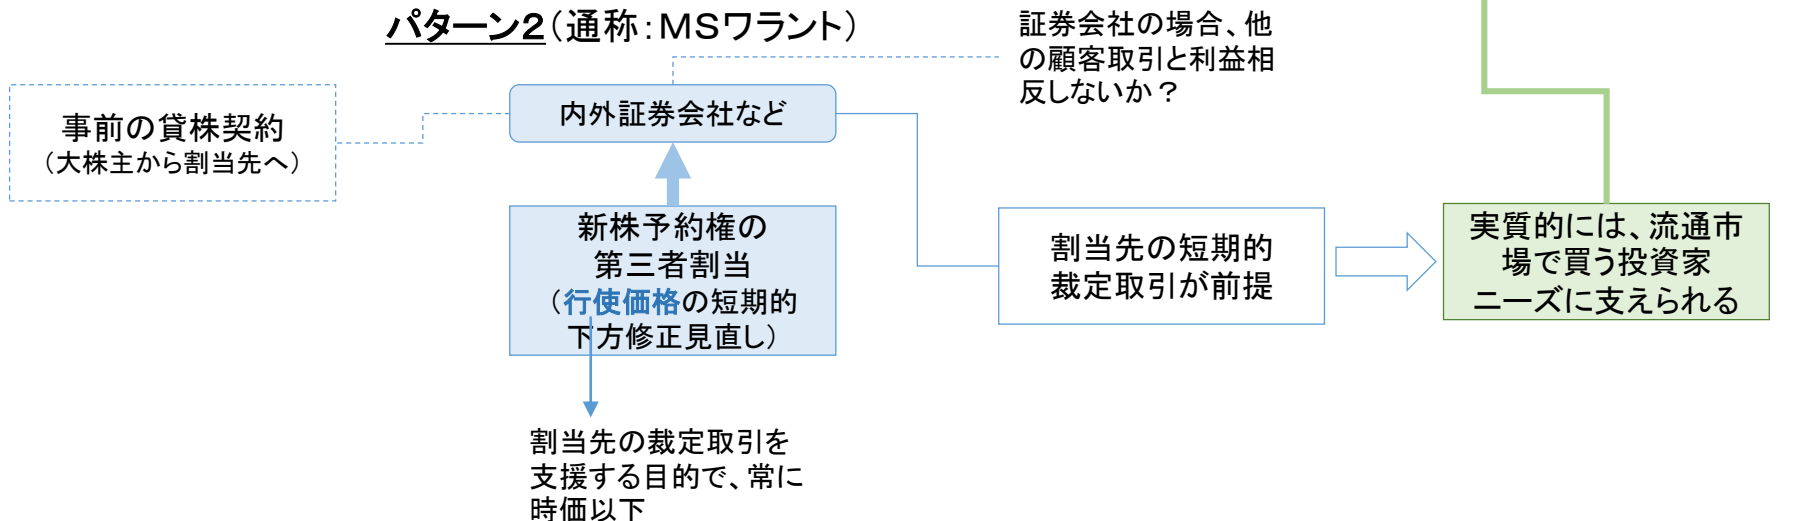 パターン2(通称:MSワラント)
証券会社の場合、他
の顧客取引と利益相
反しないか?
事前の貸株契約
(大株主から割当先へ)
内外証券会社など
新株予約権の
第三者割当
(行使価格の短期的
下方修正見直し)
割当先の短期的
裁定取引が前提
実質的には、流通市
場で買う投資家
ニーズに支えられる
割当先の裁定取引を
支援する目的で、常に
時価以下